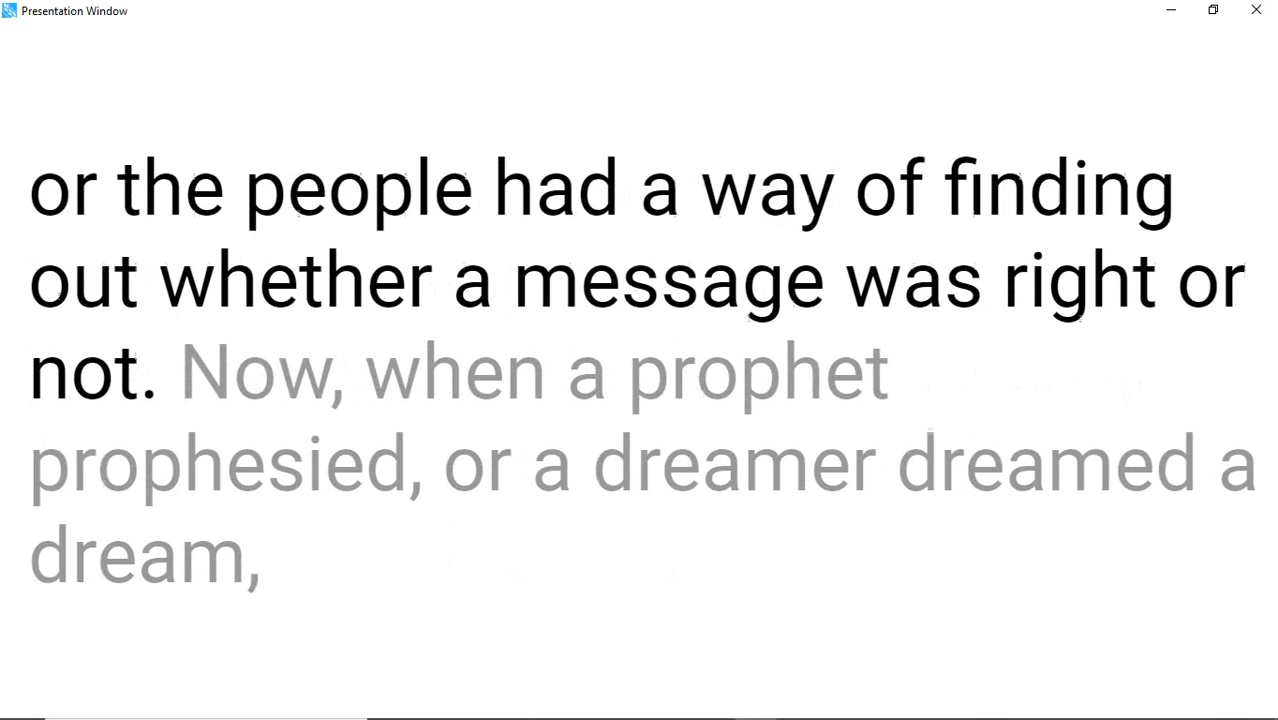 Presentation Window
or the people had a way of finding
out whether a message was right or
not. Now, when a prophet
prophesied, or a dreamer dreamed a
dream,